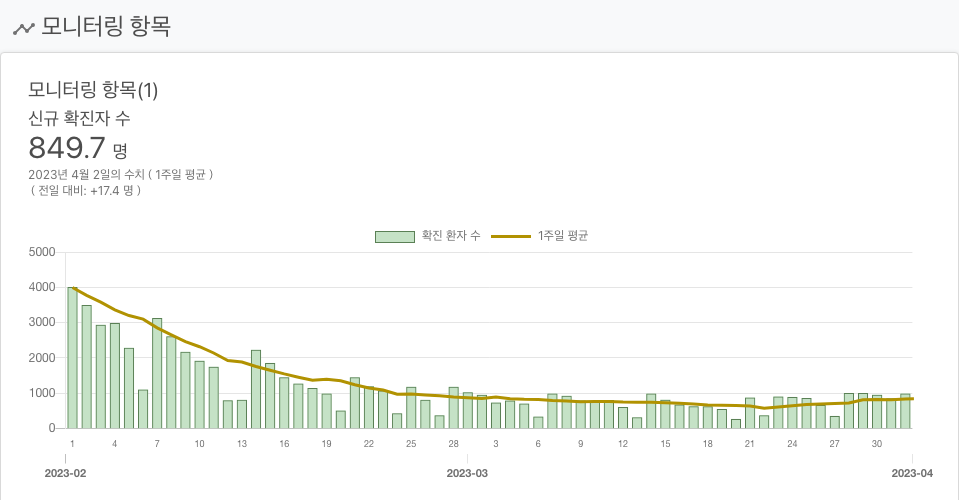 모니터링 항목
모니터링 항목(1)
신규 확진자 수
849.7 명
2023년 4월 2일의 수치 ( 1주일 평균 )
( 전일 대비: +17.4 명 )
확진 환자 수 1주일 평균
5000
4000
3000
2000
1000
0
1 4 7 10 13 16 19 22 25 28 3 6 9 12 15 18 21 24 27 30
2023-02 2023-03 2023-04